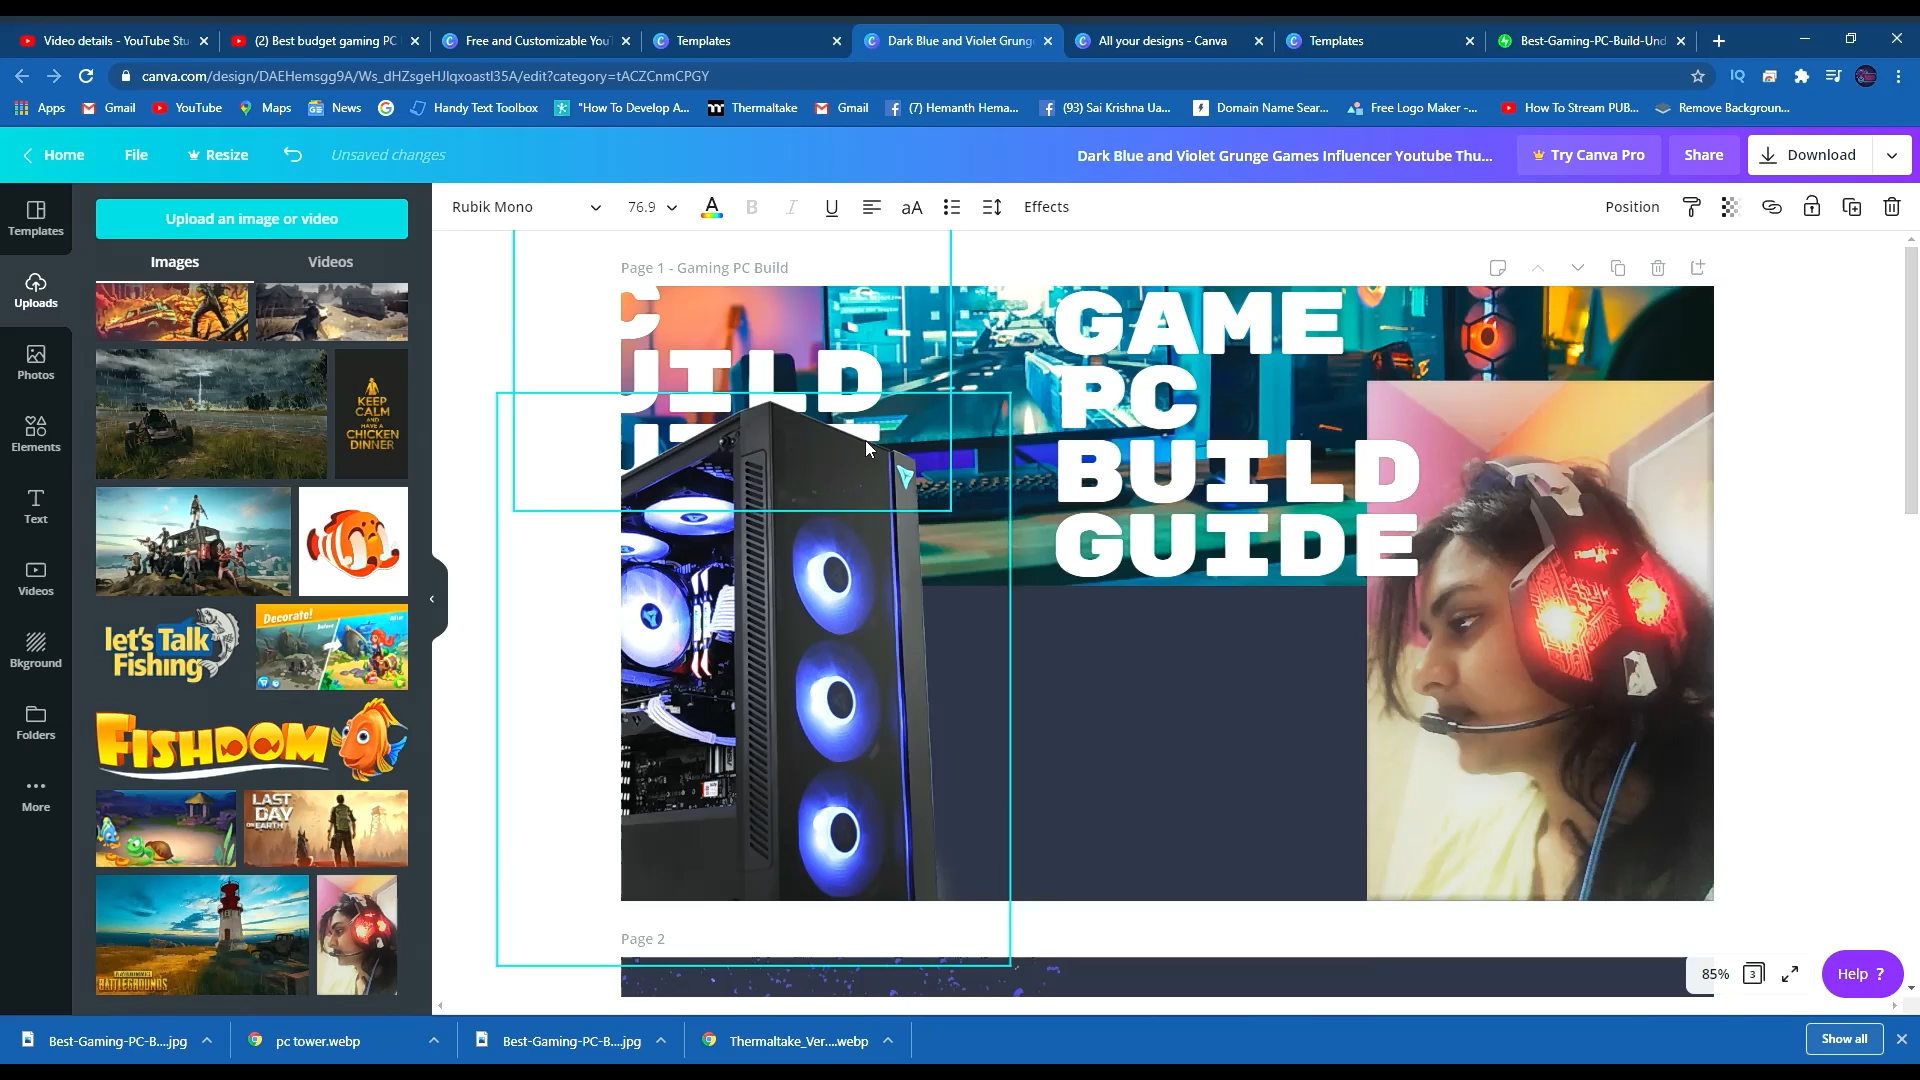 Video details - YouTube Stu
(2) Best budget gaming PC
Free and Customizable You
Templates
Dark Blue and Violet Grung
All your designs - Canva
Templates
Best-Gaming-PC-Build-Und
canva.com/design/DAEHemsgg9A/Ws_dHZsgeHJlqxoastl35A/edit?category=tACZCnmCPGY
Apps
Gmail
YouTube
Maps
News
Handy Text Toolbox
"How To Develop A...
Thermaltake
Gmail
(7) Hemanth Hema...
(93) Sai Krishna Ua...
Domain Name Sear...
Free Logo Maker -...
How To Stream PUB...
Remove Backgroun...
Home
File
Resize
Unsaved changes
Dark Blue and Violet Grunge Games Influencer Youtube Thu...
Try Canva Pro
Share
Download
Templates
Uploads
Photos
Elements
Text
Videos
Bkground
Folders
More
Upload an image or video
Images
Videos
KEEP
CALM
AND
HAVE A
CHICKEN
DINNER
let's Talk
Fishing
Decorate!
FISHDOM
LAST
DAY
ON EARTH
BATTLEGROUNDS
Rubik Mono
76.9
B
I
U
aA
Effects
Position
Page 1 - Gaming PC Build
C
UILD
GAME
PC
BUILD
GUIDE
Page 2
85%
3
Help ?
Best-Gaming-PC-B....jpg
pc tower.webp
Best-Gaming-PC-B....jpg
Thermaltake_Ver....webp
Show all